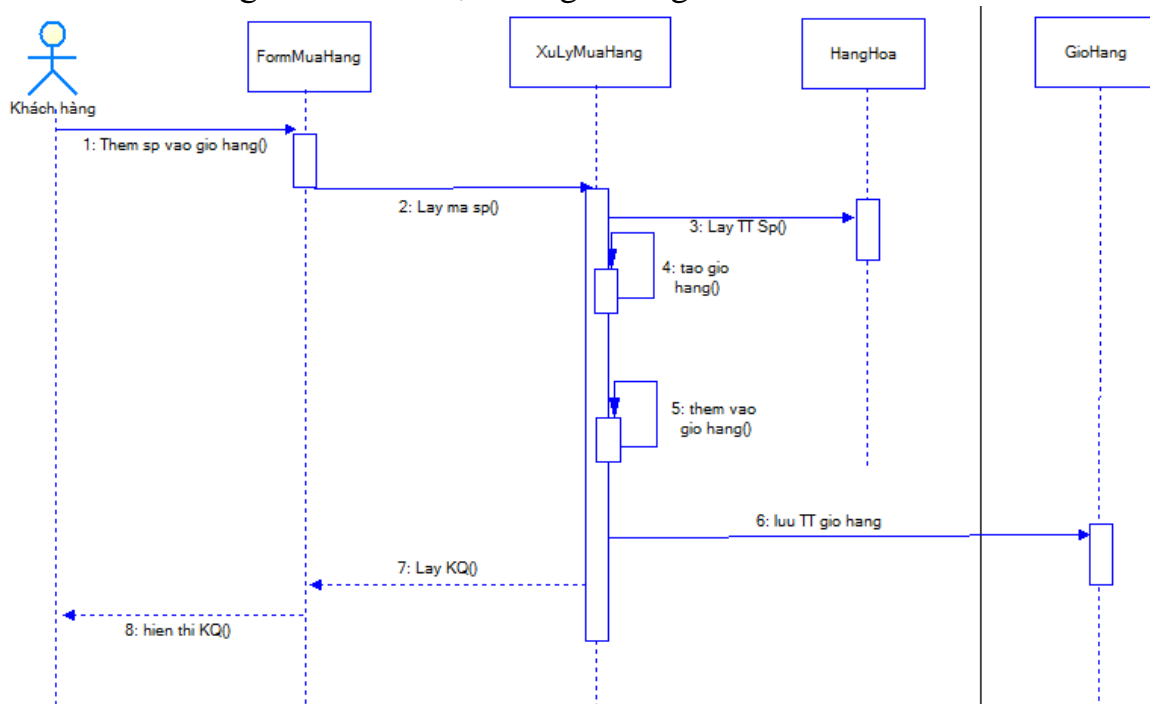 FormMuaHang
XuLyMuaHang
HangHoa
GioHang
Khách hàng
1: Them sp vao gio hang()
2: Lay ma sp()
3: Lay TT Sp()
4: tao gio
hang()
5: them vao
gio hang()
6: luu TT gio hang
7: Lay KQ()
8: hien thi KQ()